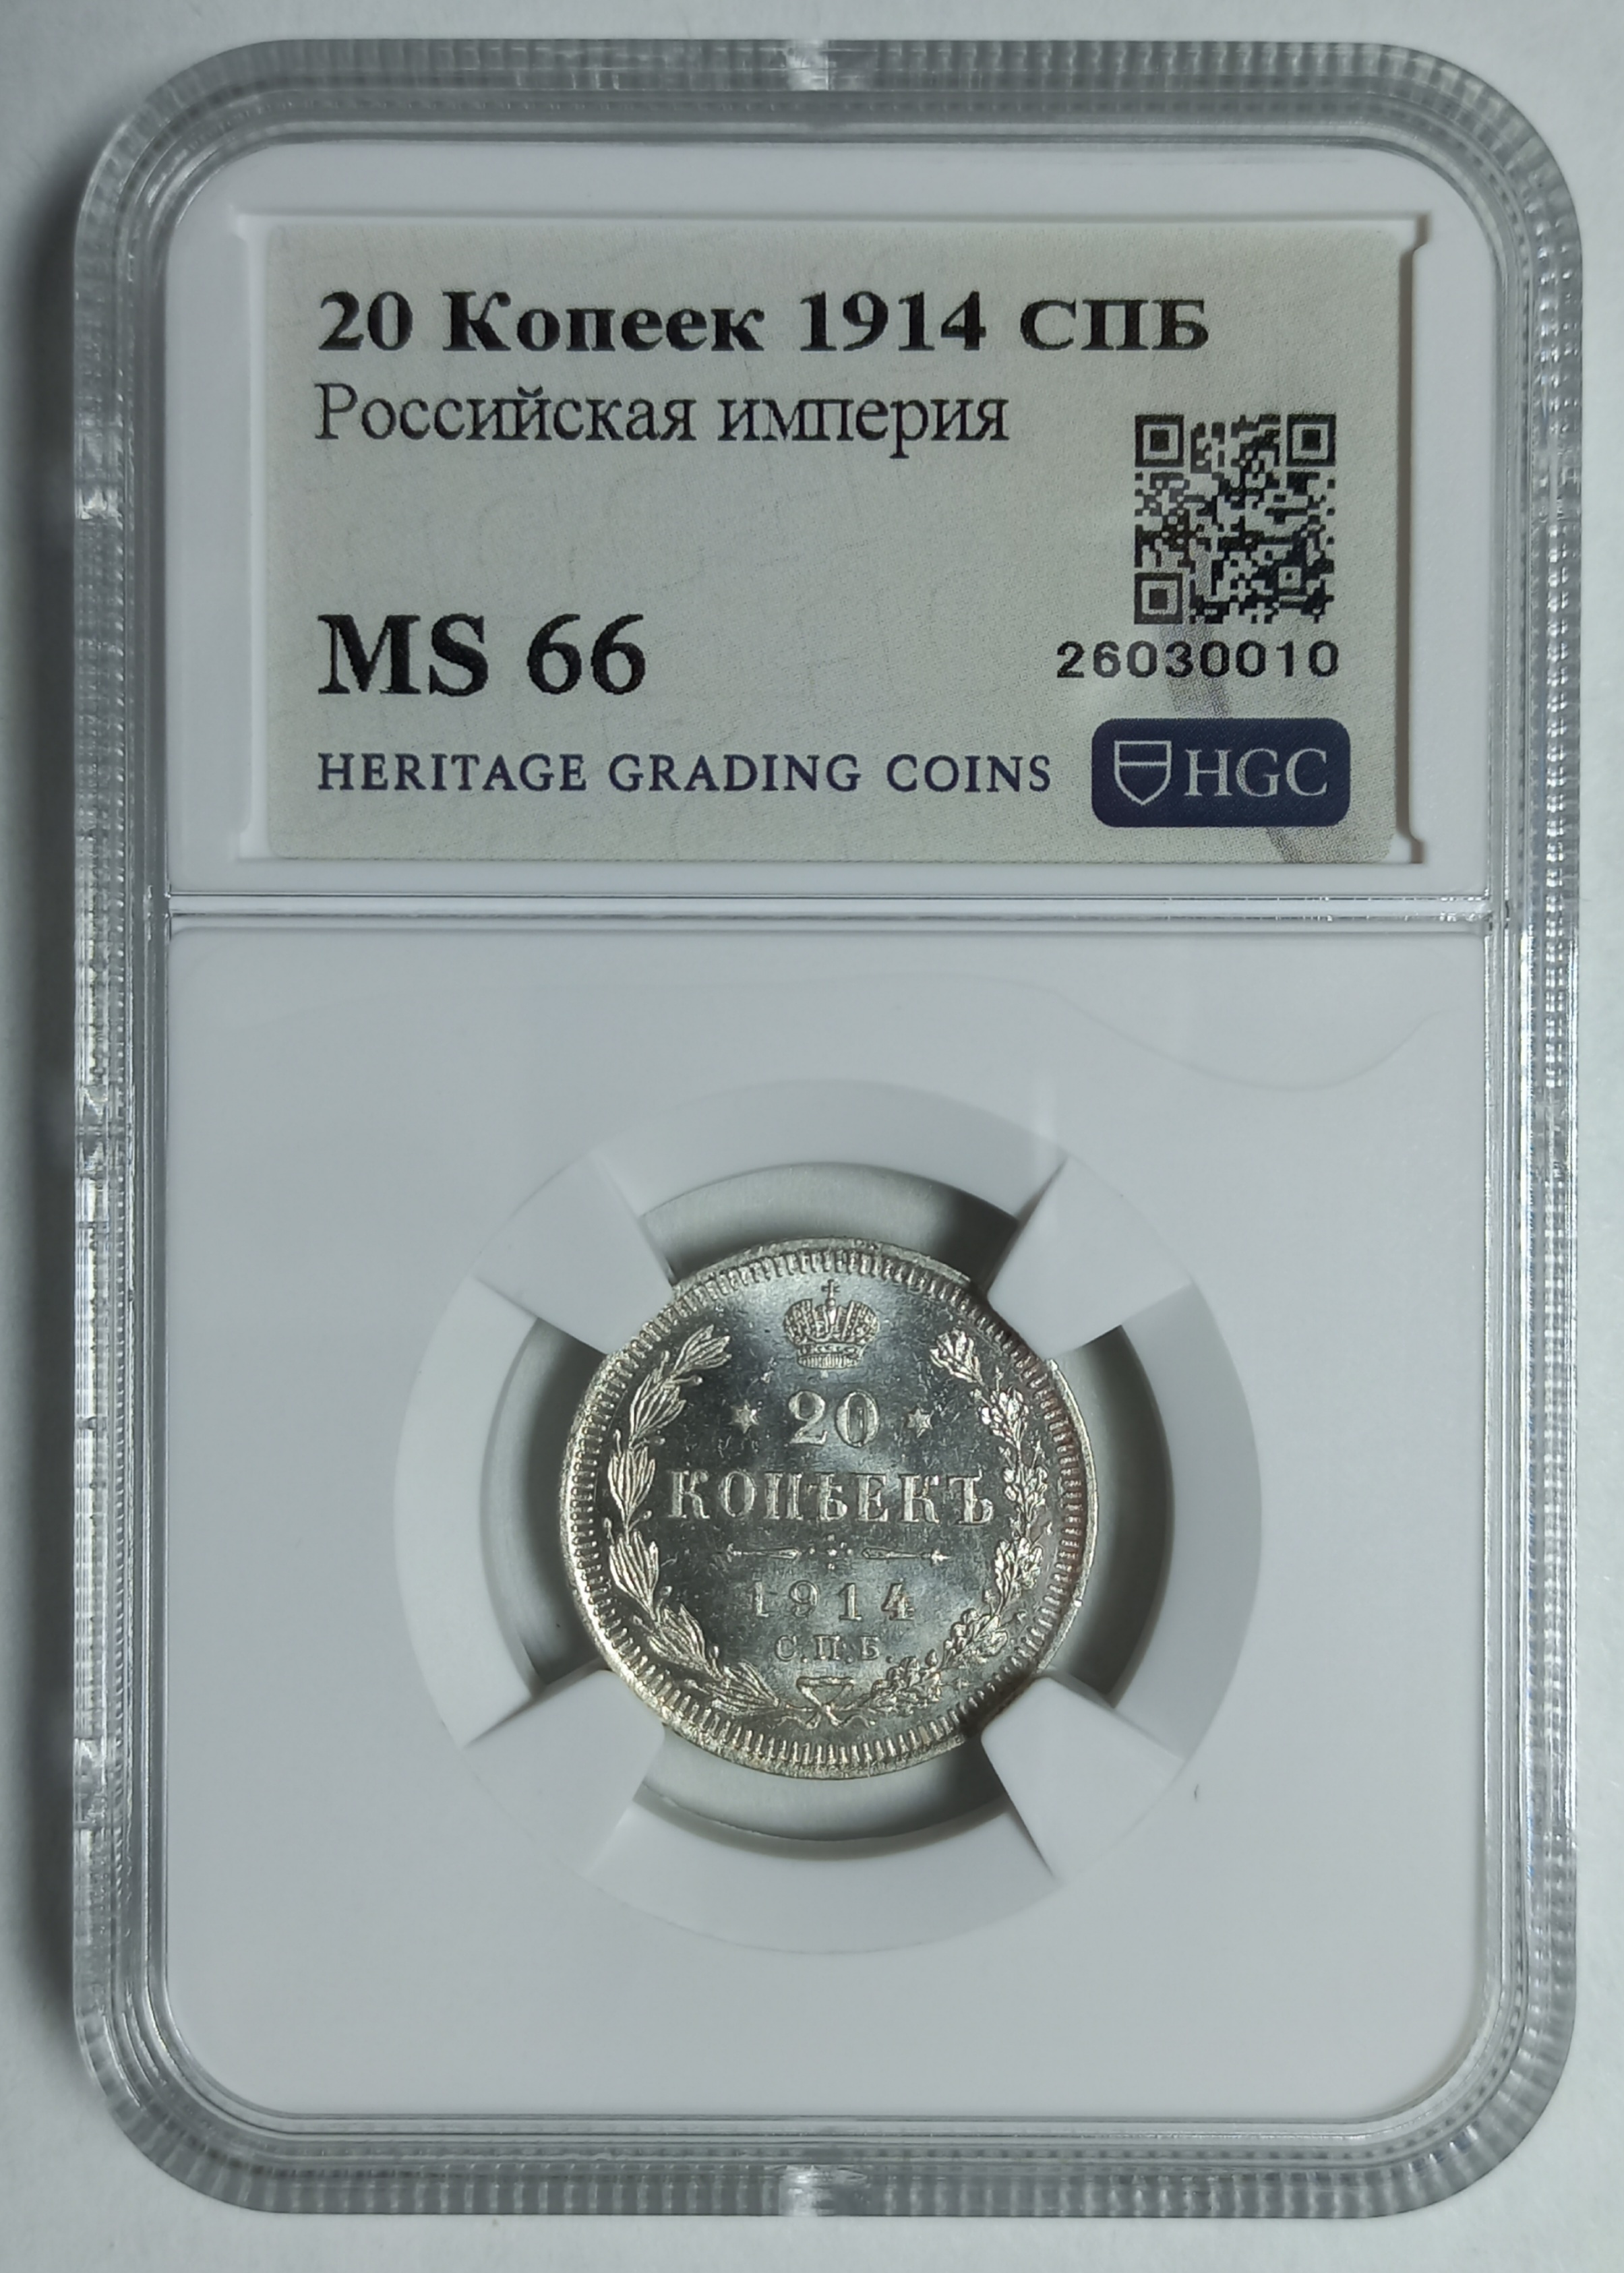 20 Копеек 1914 СПБ
Российская империя
MS 66
26030010
HERITAGE GRADING COINS HGC
20
КОПѢЕКЪ
1914
С.П.Б.